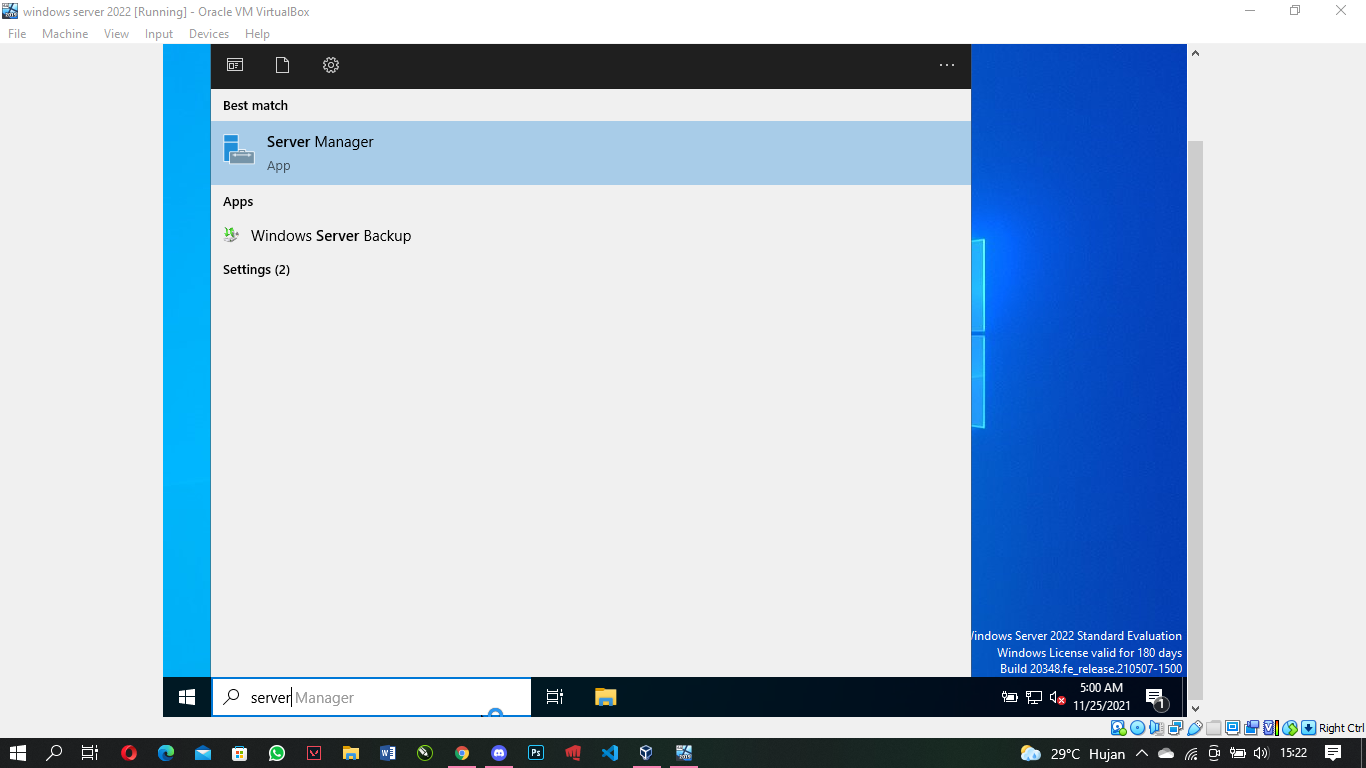 windows server 2022 [Running] - Oracle VM VirtualBox
File Machine View Input Devices Help
Best match
Server Manager
App
Apps
Windows Server Backup
Settings (2)
Windows Server 2022 Standard Evaluation
Windows License valid for 180 days
Build 20348.fe_release.210507-1500
server Manager
5:00 AM
11/25/2021
1
Right Ctrl
29°C Hujan
15:22